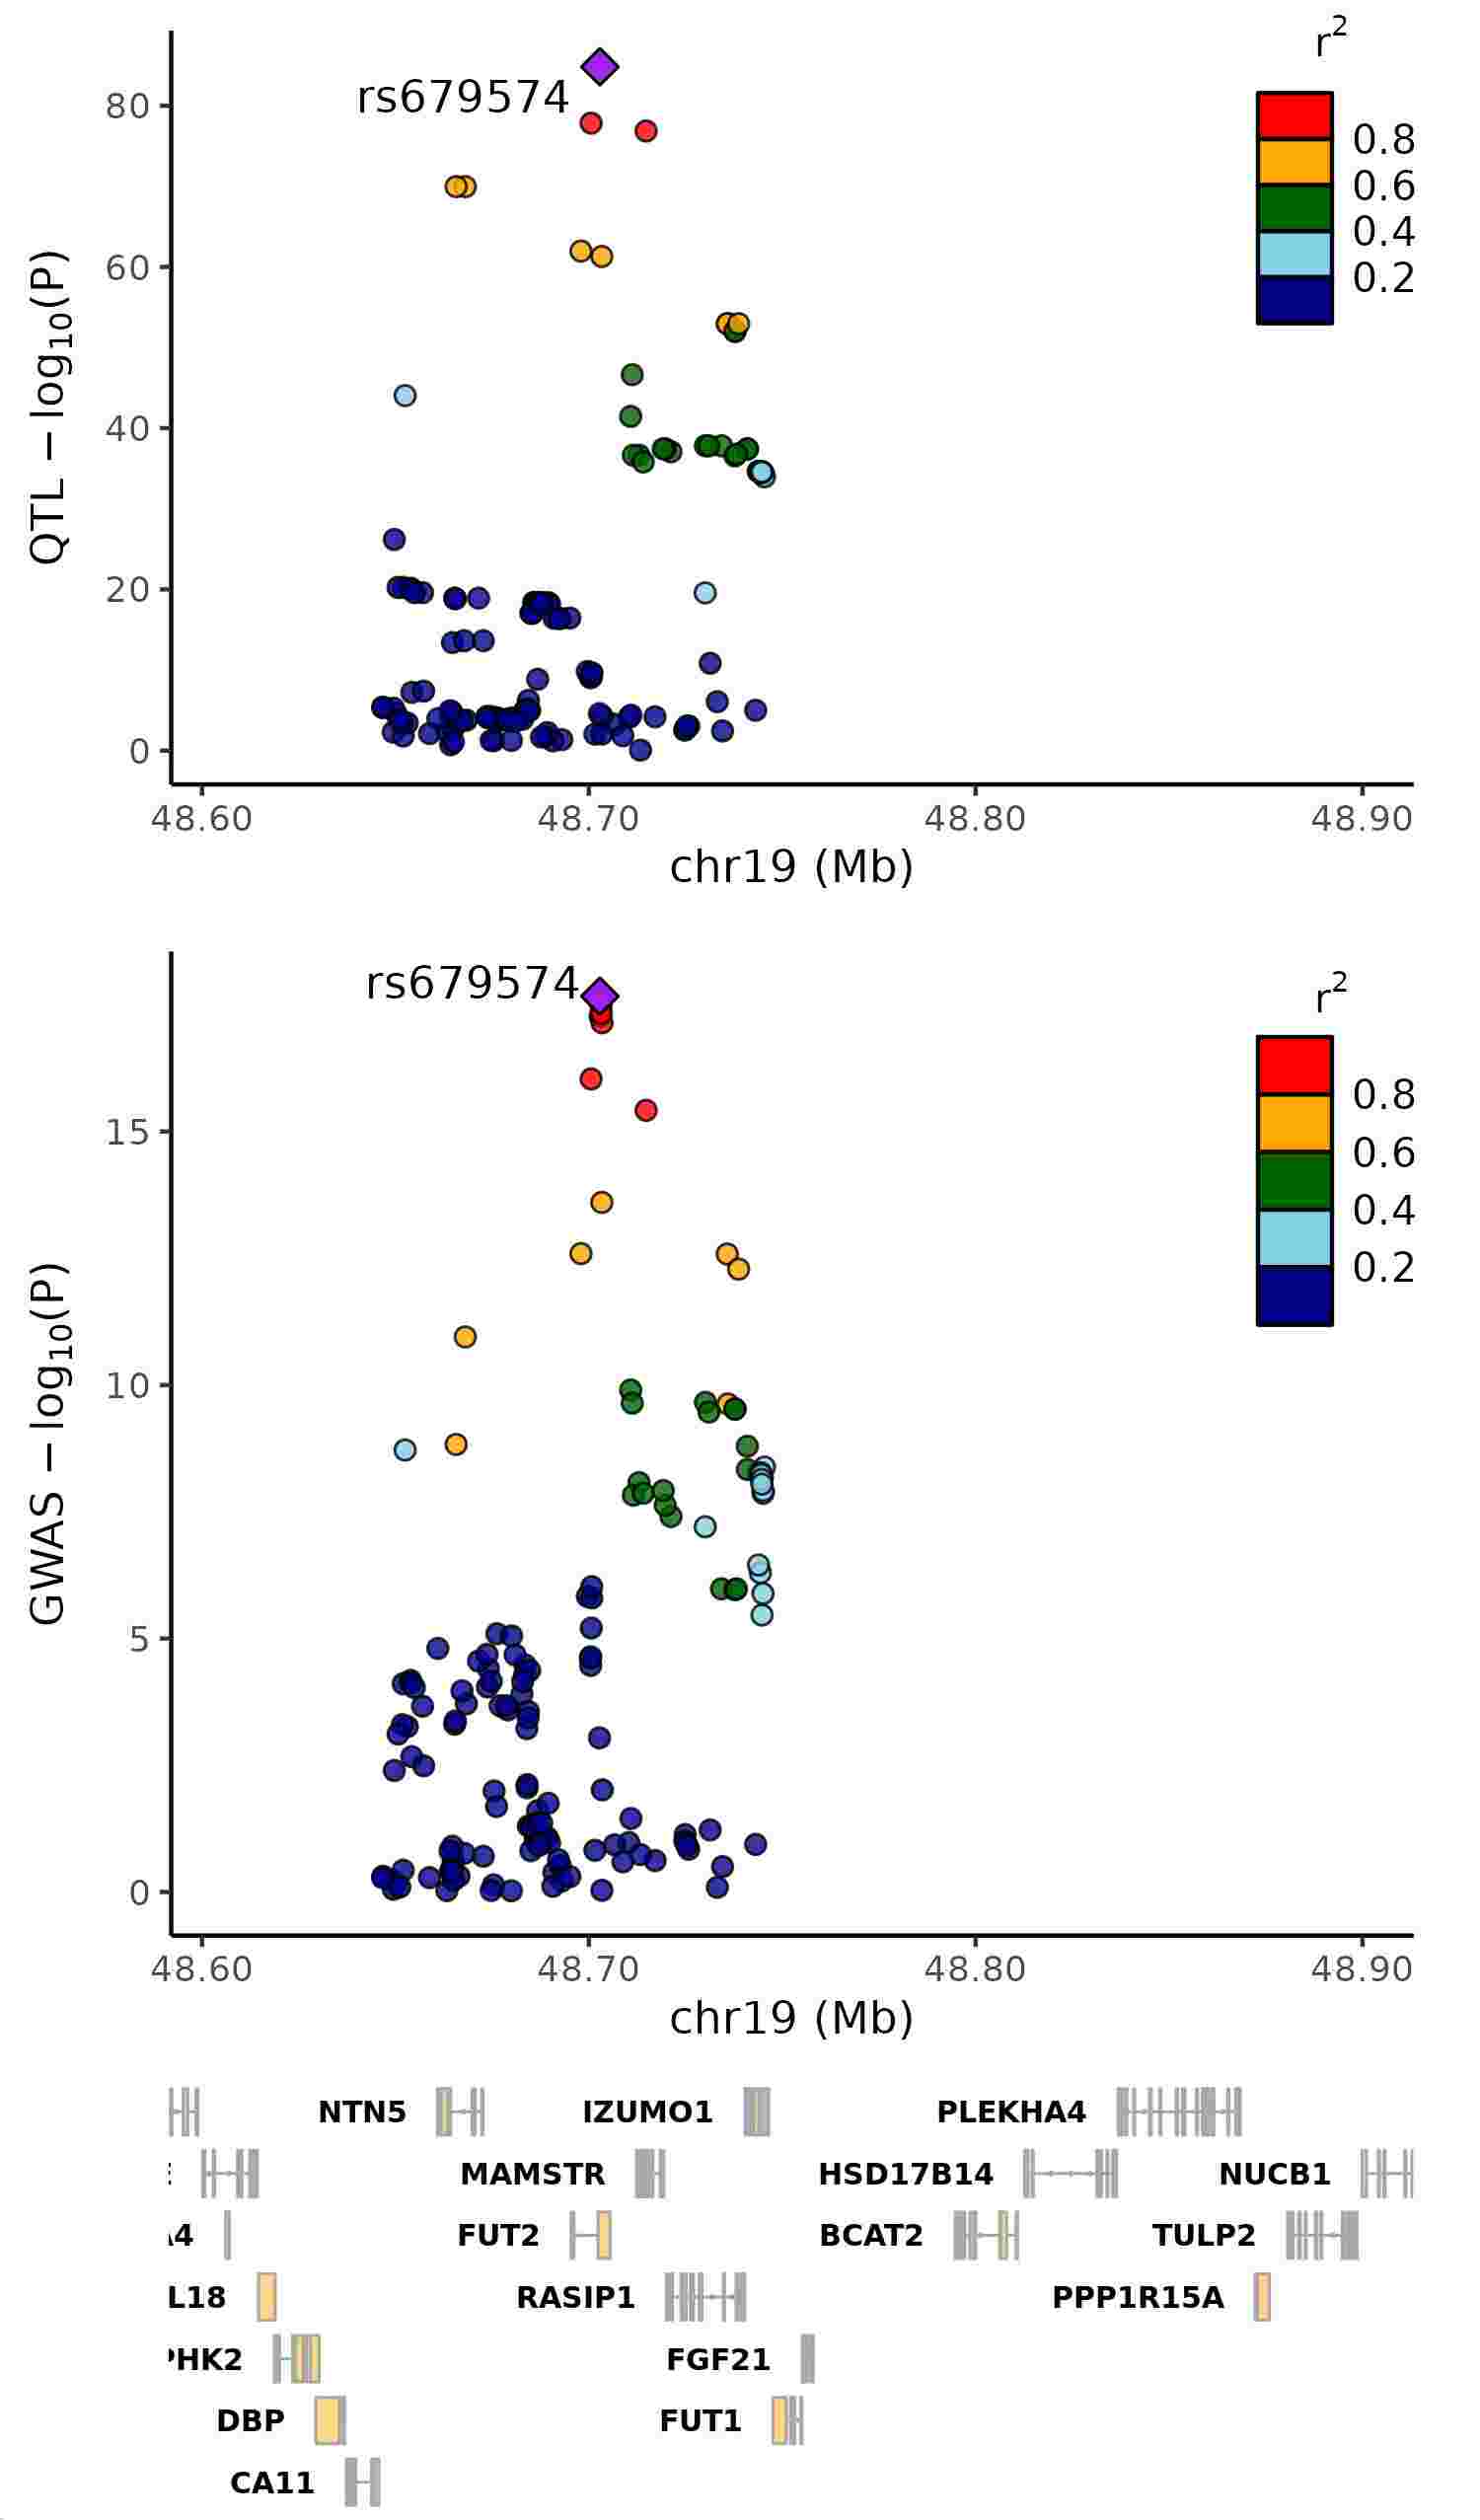 r2
rs679574
80
60
40
20
0
0.8
0.6
0.4
0.2
QTL −log10(P)
48.60 48.70 48.80 48.90
chr19 (Mb)
r2
rs679574
15
10
5
0
0.8
0.6
0.4
0.2
GWAS −log10(P)
48.60 48.70 48.80 48.90
chr19 (Mb)
NTN5 IZUMO1 PLEKHA4
MAMSTR HSD17B14 NUCB1
4 FUT2 BCAT2 TULP2
L18 RASIP1 PPP1R15A
PHK2 FGF21
DBP FUT1
CA11